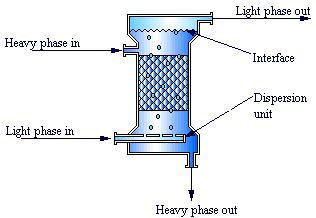 Light phase out
Heavy phase in
Interface
Dispersion
unit
Light phase in
Heavy phase out